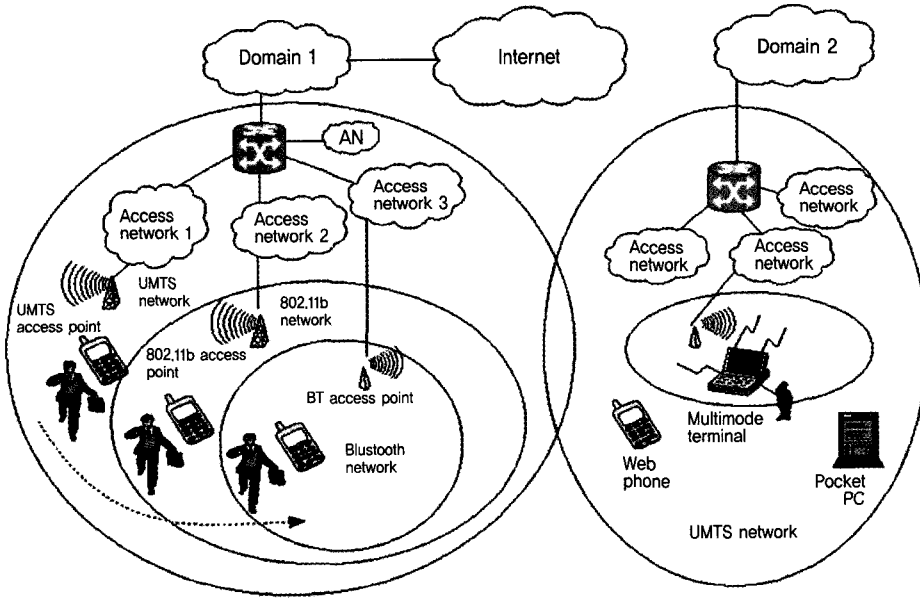 Domain 1
Internet
Domain 2
AN
Access
network 1
Access
network 2
Access
network 3
Access
network
Access
network
Access
network
UMTS
network
UMTS
access point
802.11b
network
802.11b access
point
BT access point
Blustooth
network
Multimode
terminal
Web
phone
Pocket
PC
UMTS network